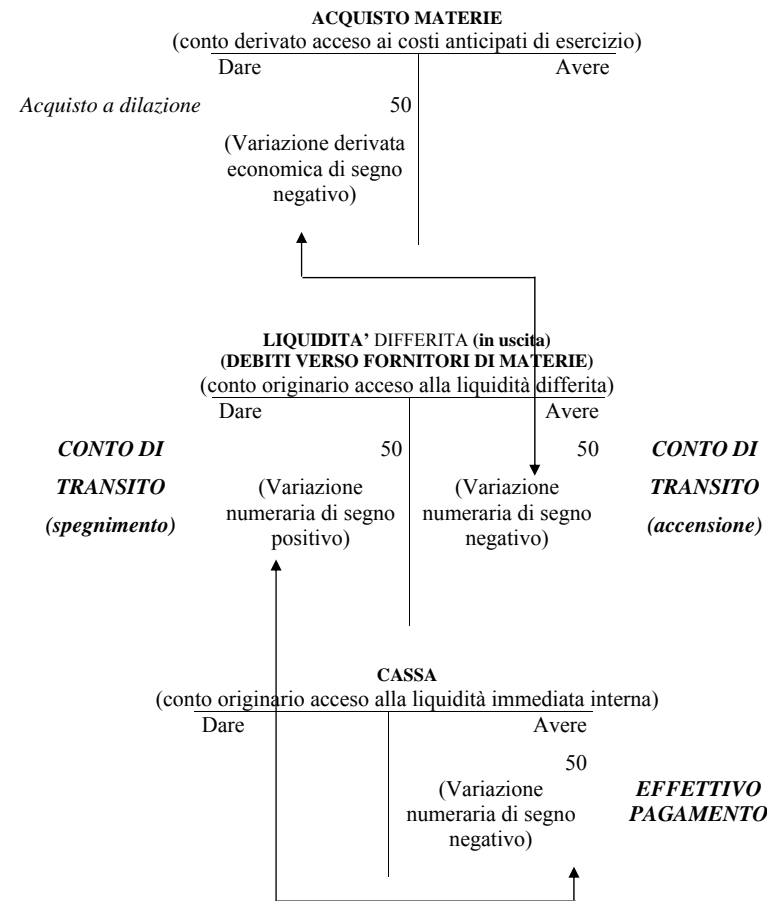 ACQUISTO MATERIE
(conto derivato acceso ai costi anticipati di esercizio)
Dare Avere
Acquisto a dilazione 50
(Variazione derivata
economica di segno
negativo)
LIQUIDITA’ DIFFERITA (in uscita)
(DEBITI VERSO FORNITORI DI MATERIE)
(conto originario acceso alla liquidità differita)
Dare Avere
CONTO DI 50 50 CONTO DI
TRANSITO (Variazione (Variazione TRANSITO
(spegnimento) numeraria di segno numeraria di segno (accensione)
positivo) negativo)
CASSA
(conto originario acceso alla liquidità immediata interna)
Dare Avere
50
(Variazione EFFETTIVO
numeraria di segno PAGAMENTO
negativo)